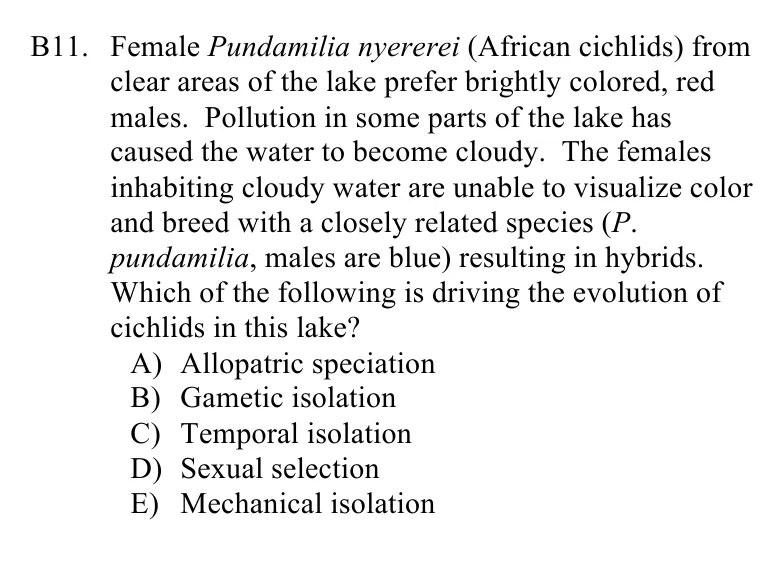 B11. Female Pundamilia nyererei (African cichlids) from
clear areas of the lake prefer brightly colored, red
males. Pollution in some parts of the lake has
caused the water to become cloudy. The females
inhabiting cloudy water are unable to visualize color
and breed with a closely related species (P.
pundamilia, males are blue) resulting in hybrids.
Which of the following is driving the evolution of
cichlids in this lake?
A) Allopatric speciation
B) Gametic isolation
C) Temporal isolation
D) Sexual selection
E) Mechanical isolation